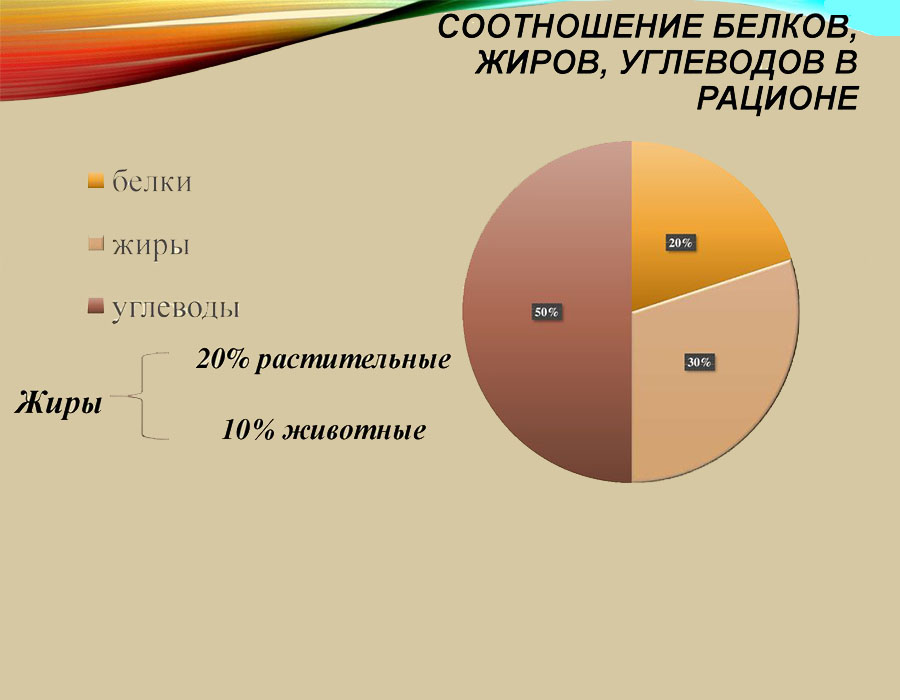 СООТНОШЕНИЕ БЕЛКОВ,
ЖИРОВ, УГЛЕВОДОВ В
РАЦИОНЕ
белки
жиры
углеводы
20% растительные
Жиры
10% животные
20%
50%
30%